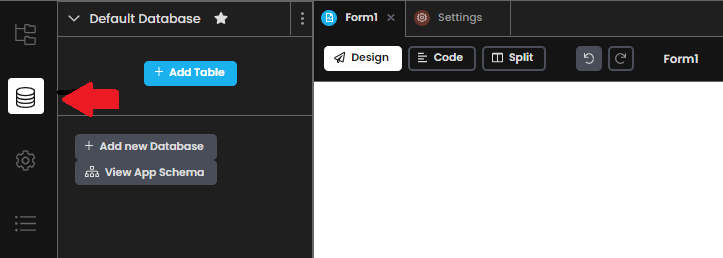 Default Database
Form1
Settings
+ Add Table
Design
Code
Split
Form1
+ Add new Database
View App Schema